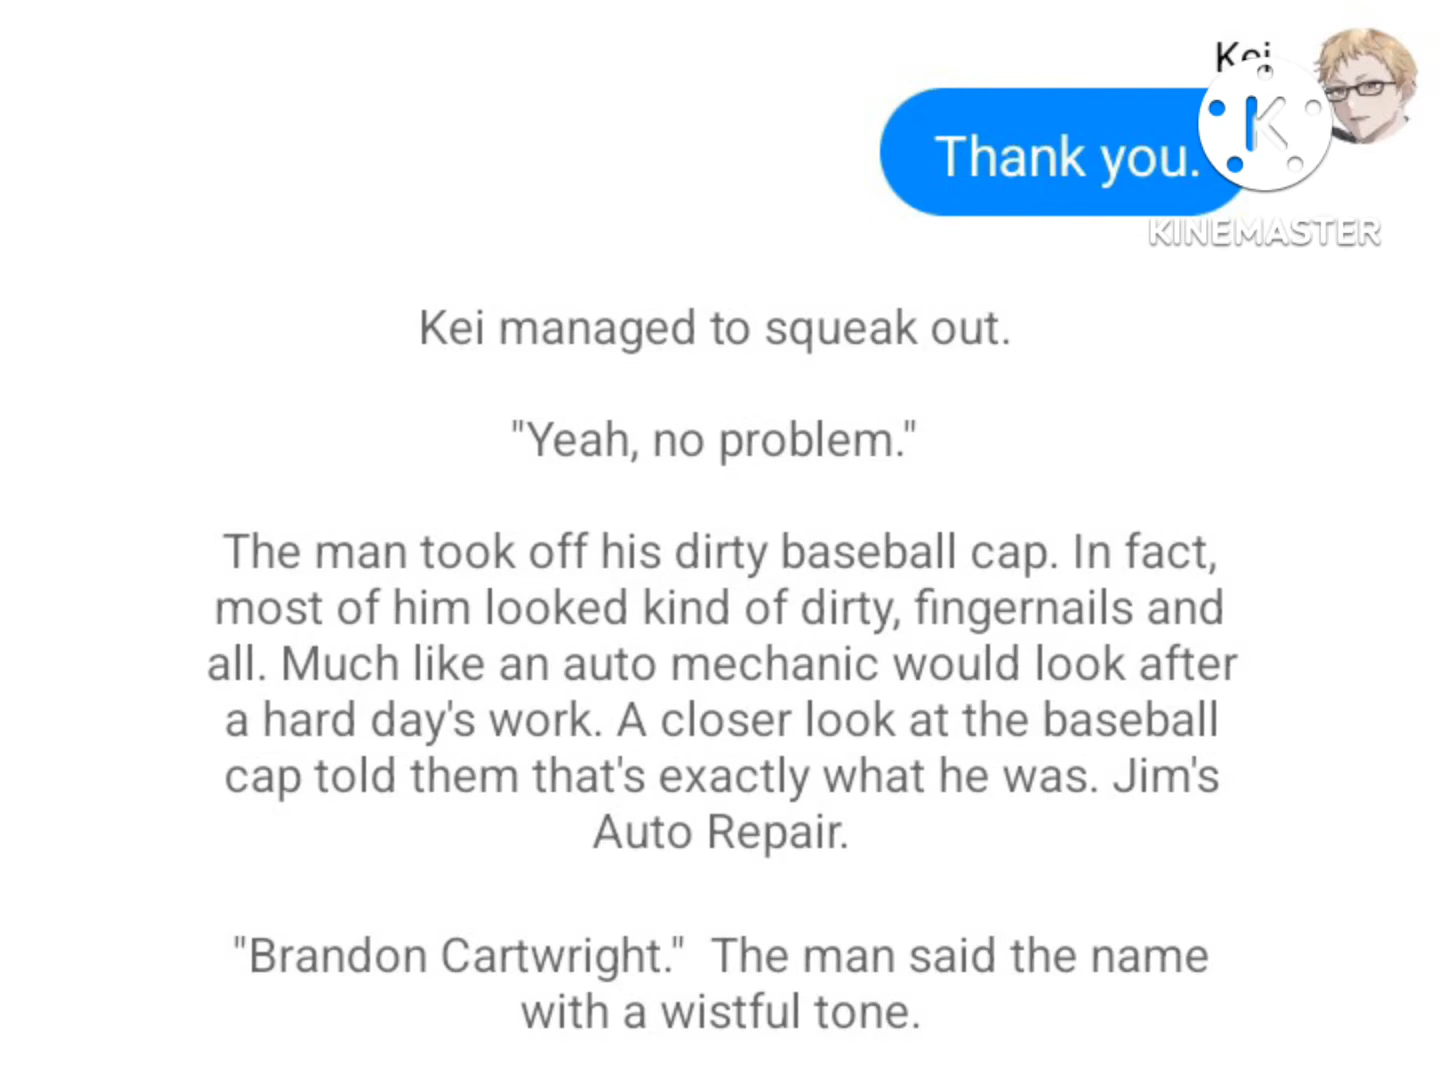 Kei
Thank you.
K
KINEMASTER
Kei managed to squeak out.
"Yeah, no problem."
The man took off his dirty baseball cap. In fact,
most of him looked kind of dirty, fingernails and
all. Much like an auto mechanic would look after
a hard day's work. A closer look at the baseball
cap told them that's exactly what he was. Jim's
Auto Repair.
"Brandon Cartwright."  The man said the name
with a wistful tone.